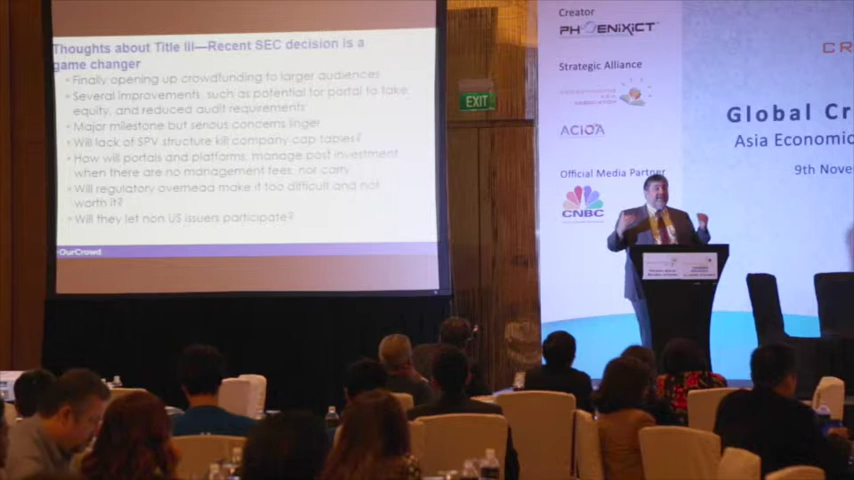 Thoughts about Title III—Recent SEC decision is a
game changer
Finally opening up crowdfunding to larger audiences
Several improvements, such as potential for portal to take
equity, and reduced audit requirements
Major milestone but serious concerns linger
Will lack of SPV structure kill company cap tables?
How will portals and platforms, manage post investment
when there are no management fees, nor carry
Will regulatory overhead make it too difficult and not
worth it?
Will they let non US issuers participate?
OurCrowd
EXIT
Creator
PHOENIXICT
Strategic Alliance
ASSOCIATION
ACIOA
Official Media Partner
CNBC
CR
Global Cr
Asia Economic
9th Nove